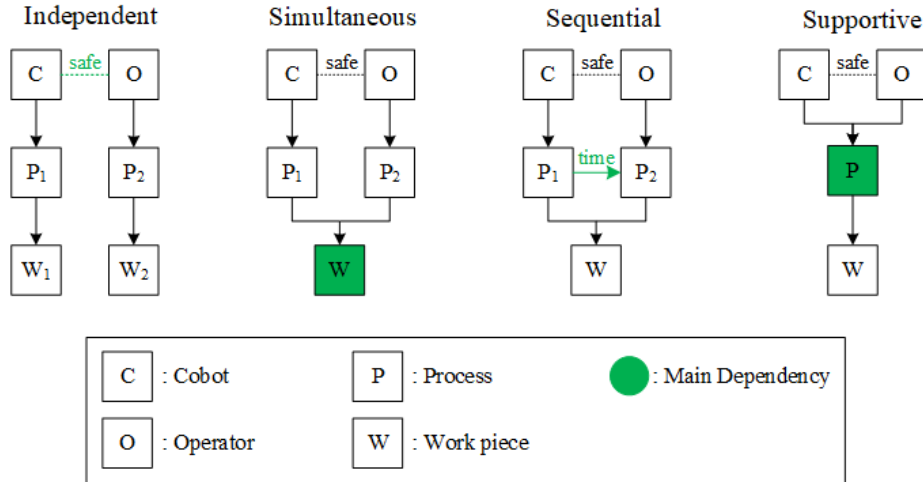 Independent Simultaneous Sequential Supportive
C safe O C safe O C safe O C safe O
P₁ P₂ P₁ P₂ P₁ time P₂ P
W₁ W₂ W W W
C : Cobot P : Process : Main Dependency
O : Operator W : Work piece